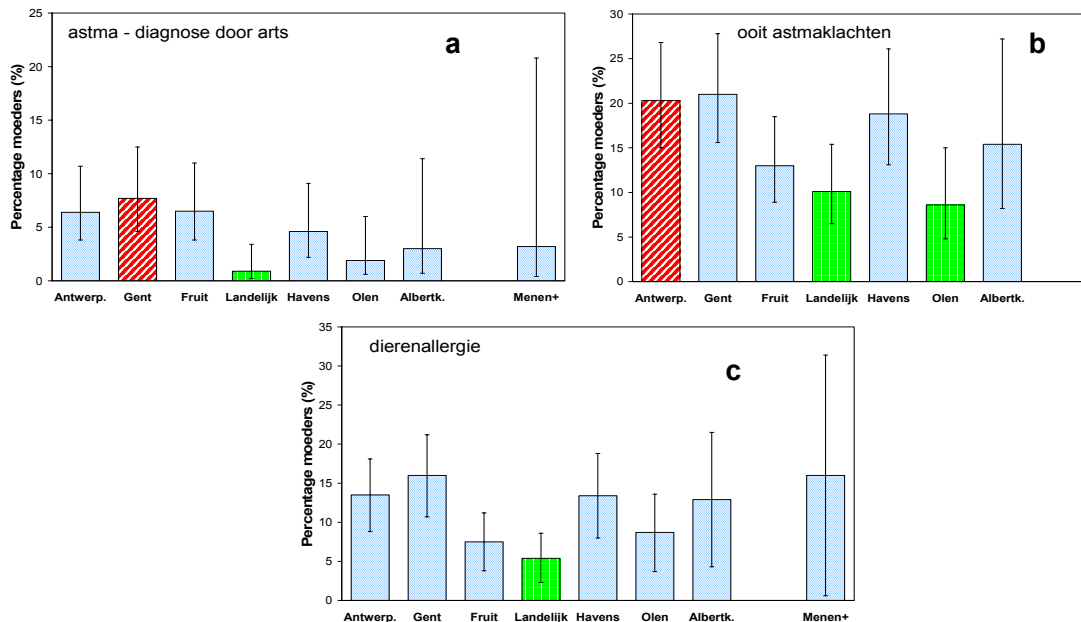 astma - diagnose door arts
a
Percentage moeders (%)
25
20
15
10
5
0
Antwerp. Gent Fruit Landelijk Havens Olen Albertk. Menen+
ooit astmaklachten
b
Percentage moeders (%)
30
25
20
15
10
5
0
Antwerp. Gent Fruit Landelijk Havens Olen Albertk.
dierenallergie
c
Percentage moeders (%)
35
30
25
20
15
10
5
0
Antwerp. Gent Fruit Landelijk Havens Olen Albertk. Menen+